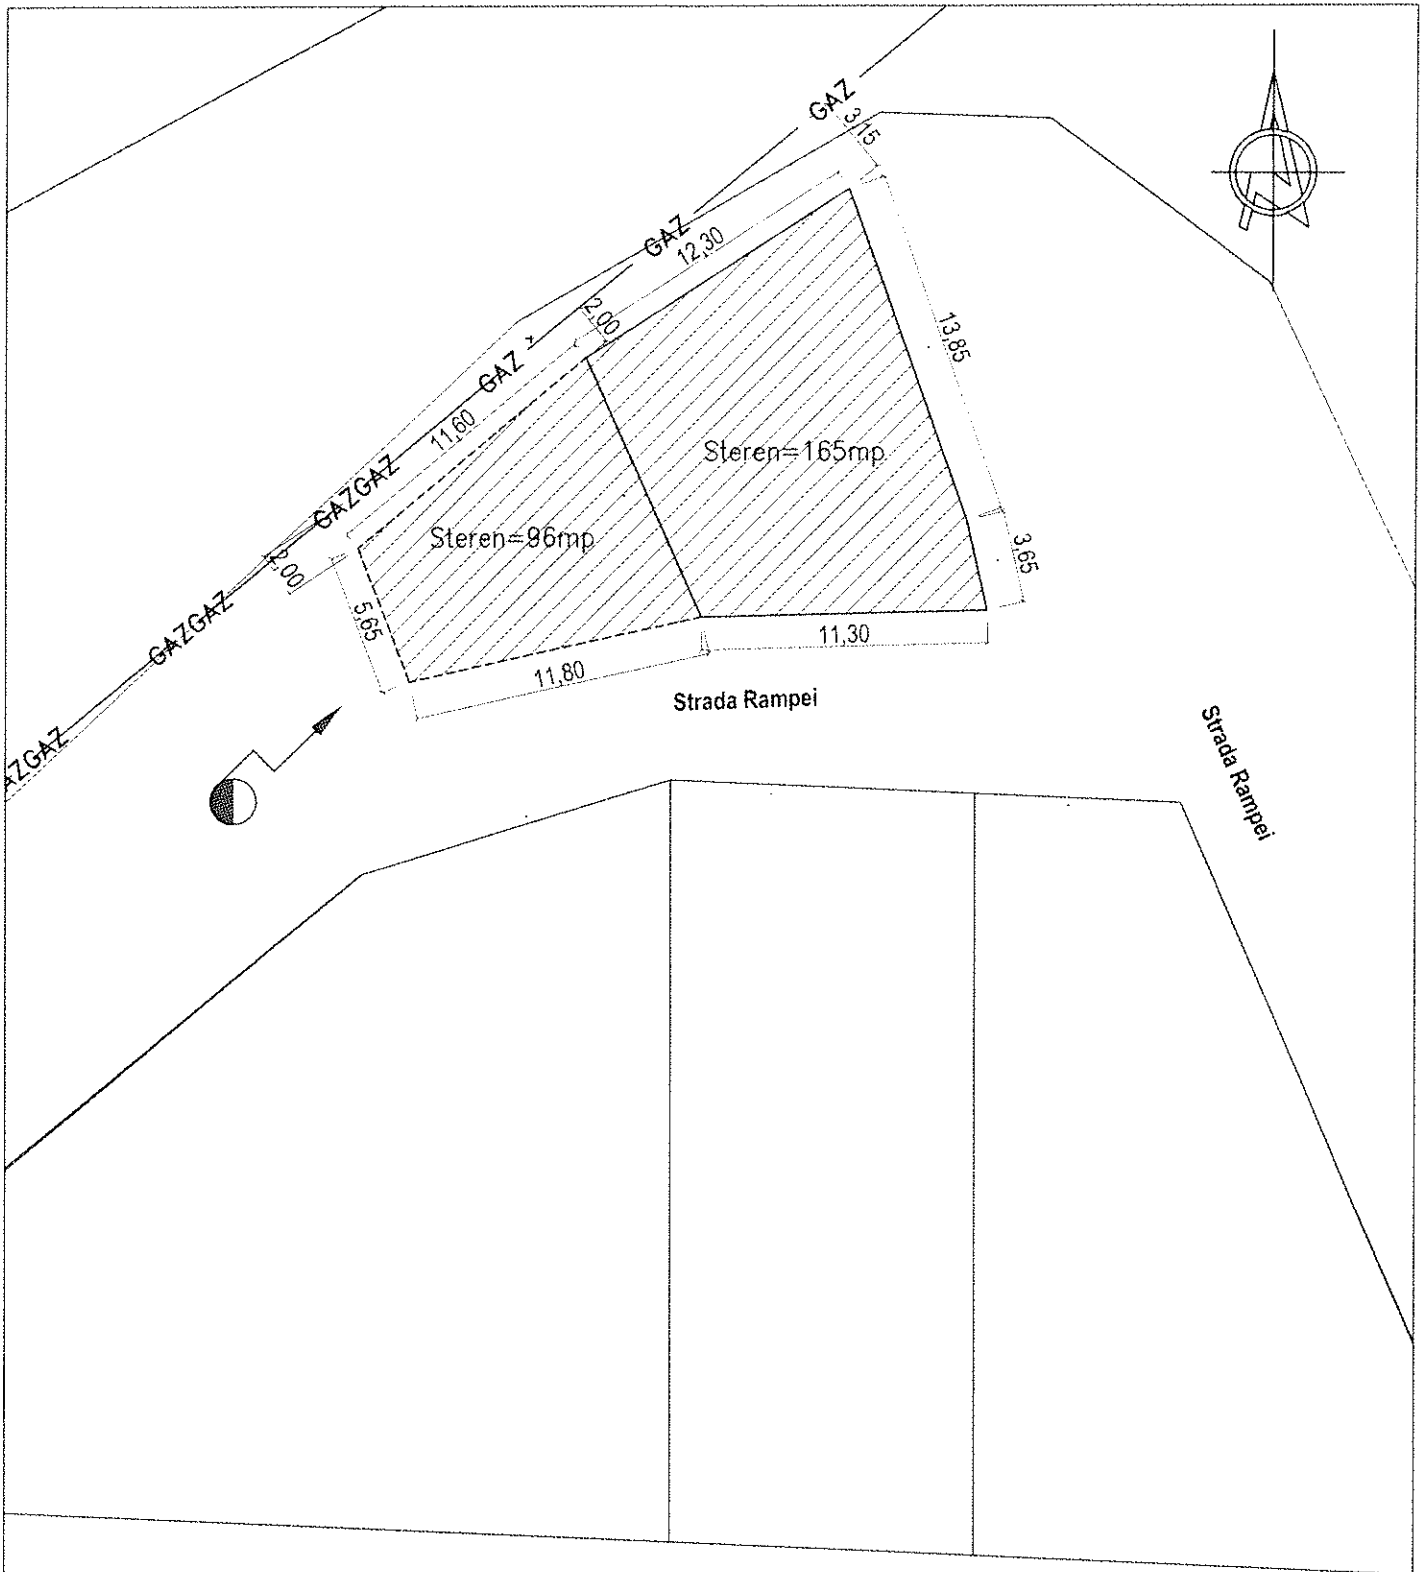 GAZ
3,15
GAZ
12,30
2,00
13,85
GAZ
11,60
Steren=165mp
GAZGAZ
Steren=96mp
2,00
3,65
5,65
GAZGAZ
11,30
11,80
Strada Rampei
AZGAZ
Strada Rampei
N